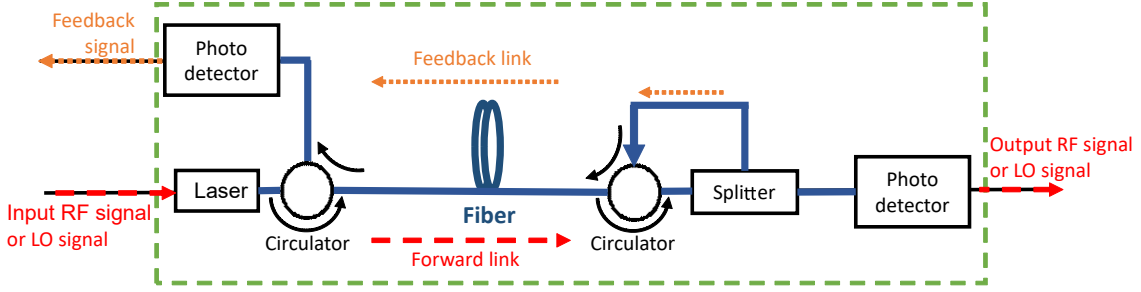 Feedback
signal
Photo
detector
Feedback link
Laser
Input RF signal
or LO signal
Circulator
Fiber
Forward link
Circulator
Splitter
Photo
detector
Output RF signal
or LO signal